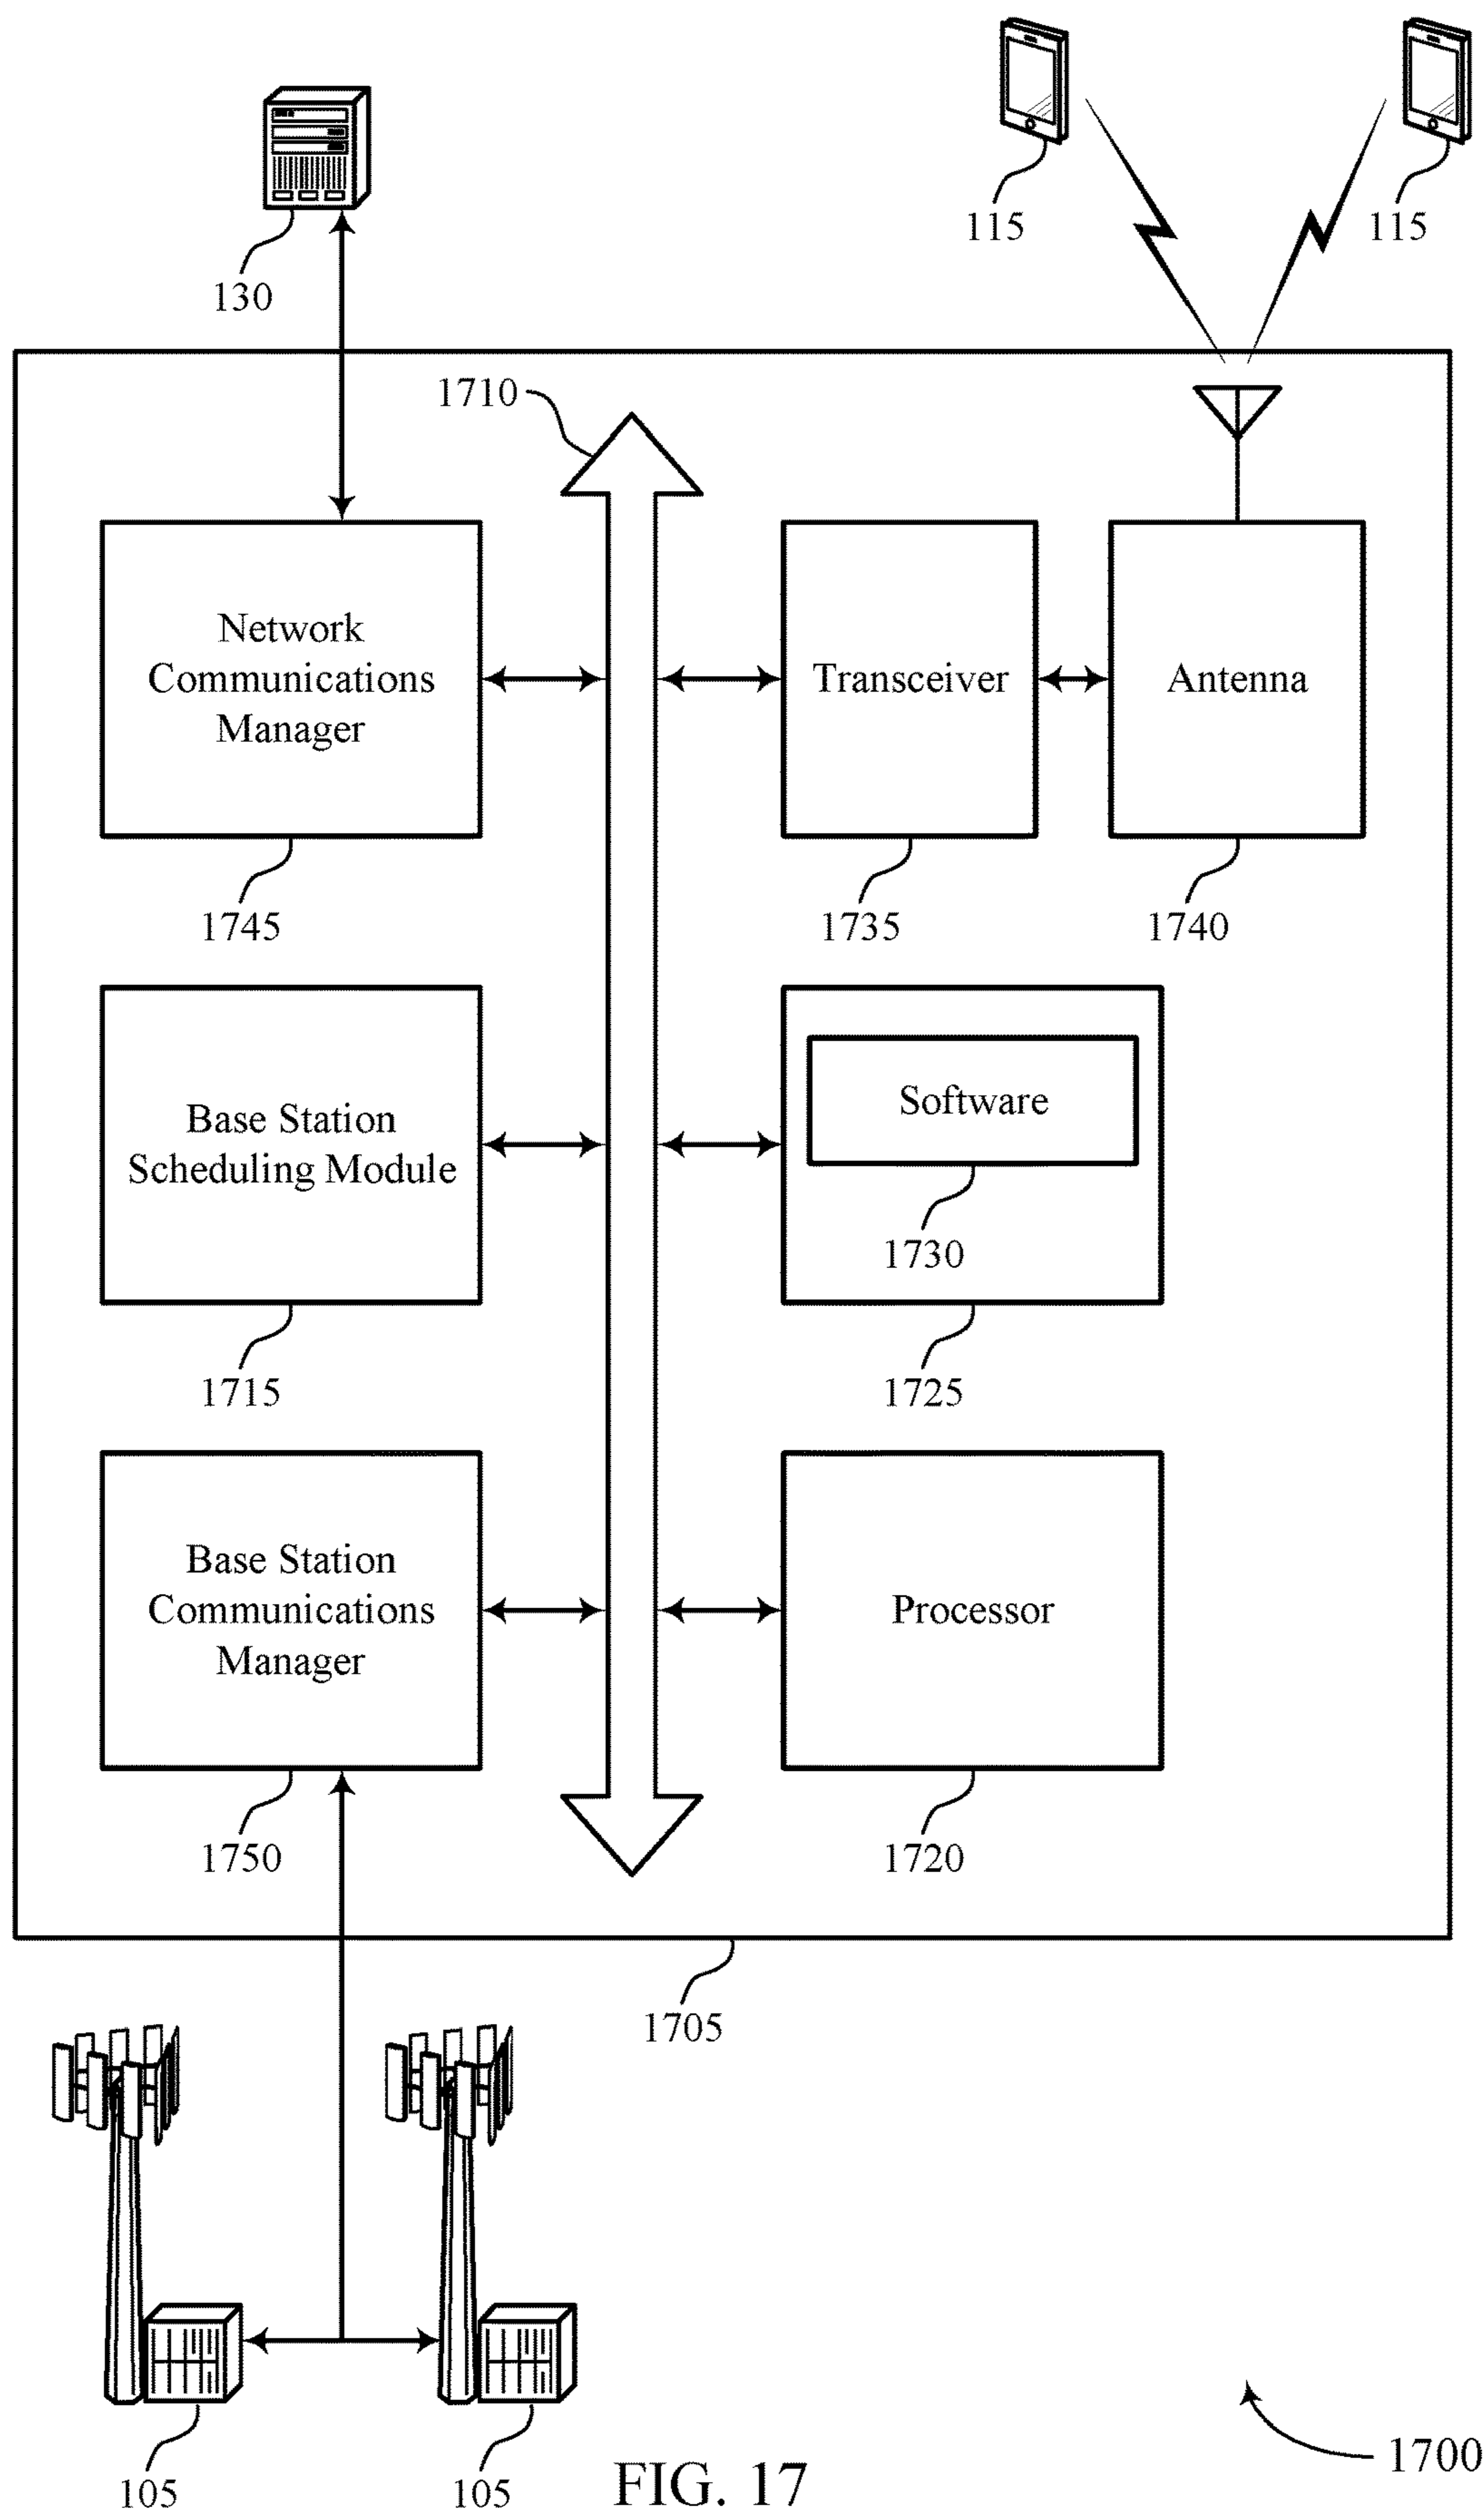 115
115
130
1710
Network
Communications
Manager
Transceiver
Antenna
1745
1735
1740
Software
Base Station
Scheduling Module
1730
1715
1725
Base Station
Communications
Manager
Processor
1750
1720
1705
105
105
FIG. 17
1700